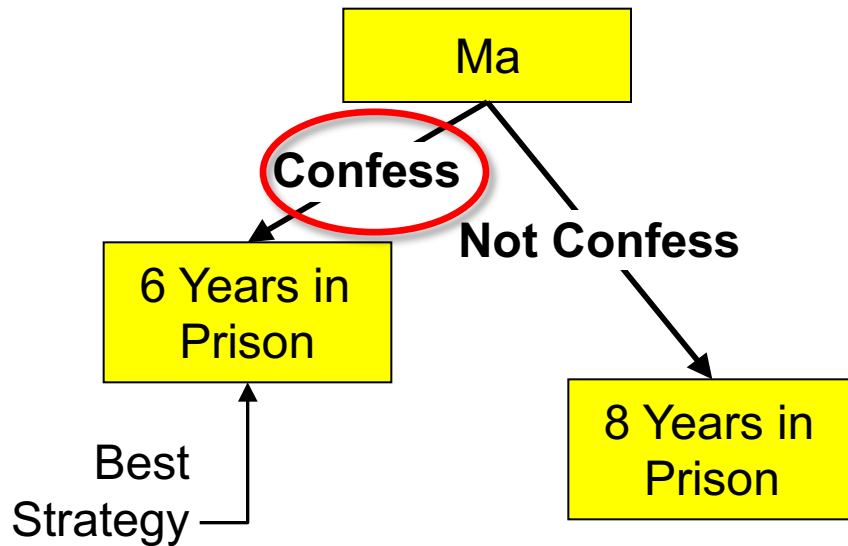 Ma
Confess
Not Confess
6 Years in
Prison
8 Years in
Prison
Best
Strategy